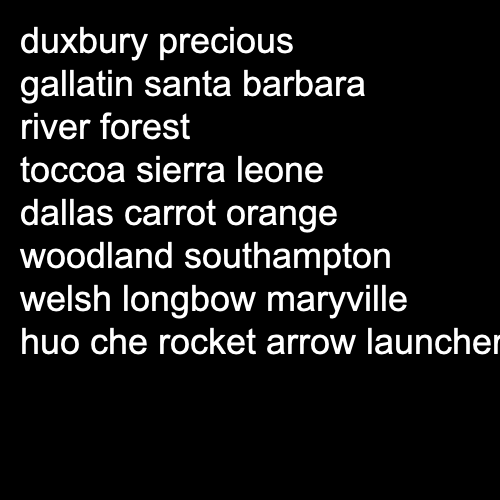 duxbury precious
gallatin santa barbara
river forest
toccoa sierra leone
dallas carrot orange
woodland southampton
welsh longbow maryville
huo che rocket arrow launcher